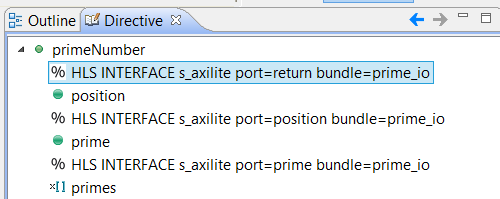 Outline Directive
primeNumber
% HLS INTERFACE s_axilite port=return bundle=prime_io
position
% HLS INTERFACE s_axilite port=position bundle=prime_io
prime
% HLS INTERFACE s_axilite port=prime bundle=prime_io
x[] primes